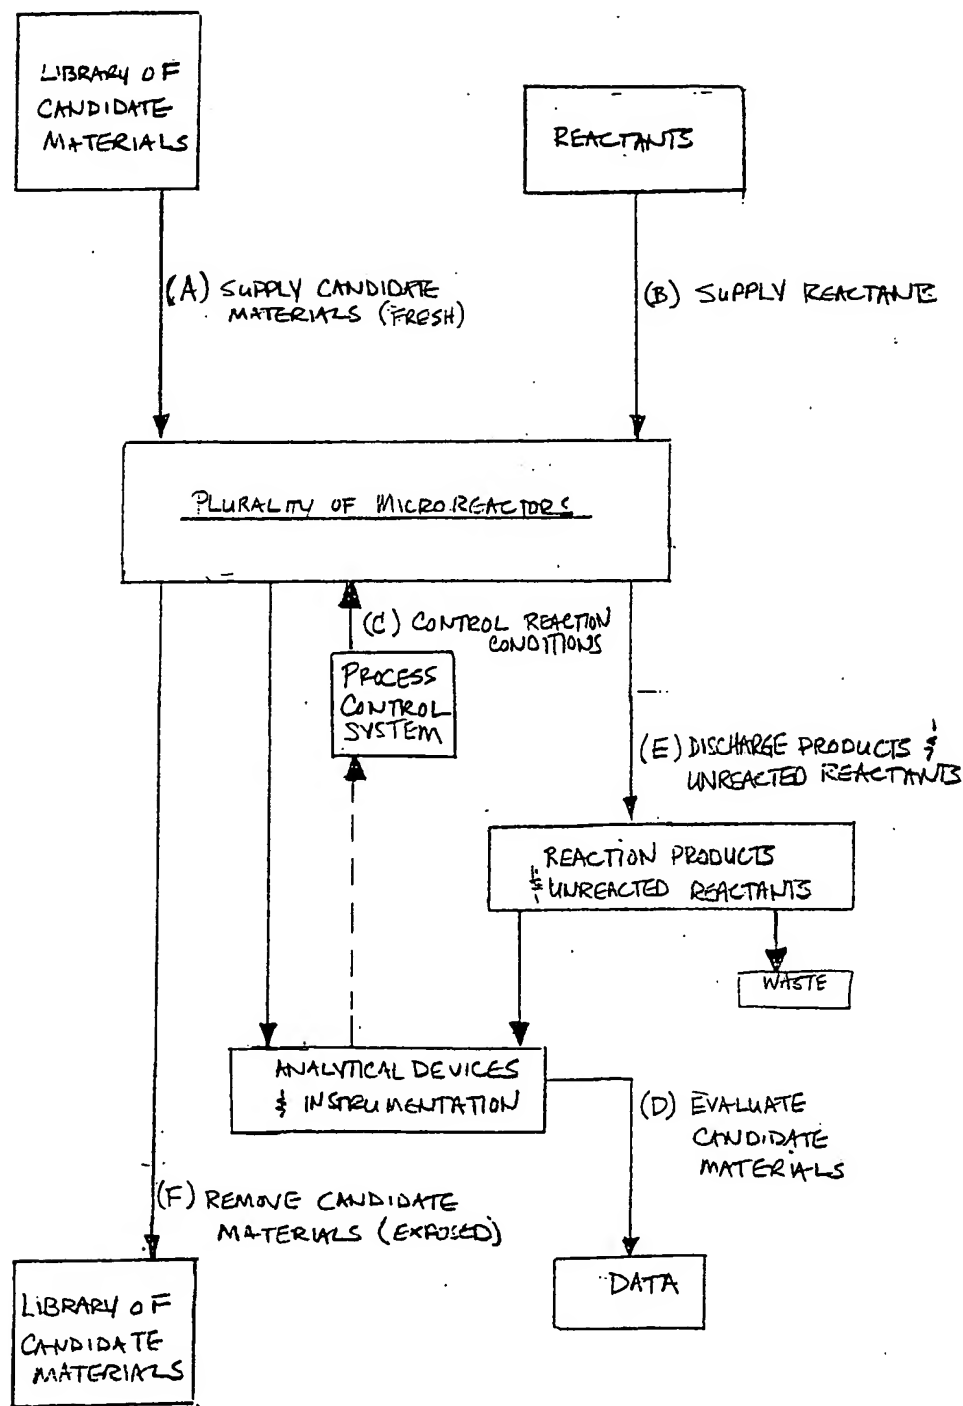 LIBRARY OF
CANDIDATE
MATERIALS
REACTANTS
(A) SUPPLY CANDIDATE
MATERIALS (FRESH)
(B) SUPPLY REACTANTS
PLURALITY OF MICROREACTORS
(C) CONTROL REACTION
CONDITIONS
PROCESS
CONTROL
SYSTEM
(E) DISCHARGE PRODUCTS &
UNREACTED REACTANTS
REACTION PRODUCTS
& UNREACTED REACTANTS
WASTE
ANALYTICAL DEVICES
& INSTRUMENTATION
(D) EVALUATE
CANDIDATE
MATERIALS
(F) REMOVE CANDIDATE
MATERIALS (EXPOSED)
DATA
LIBRARY OF
CANDIDATE
MATERIALS